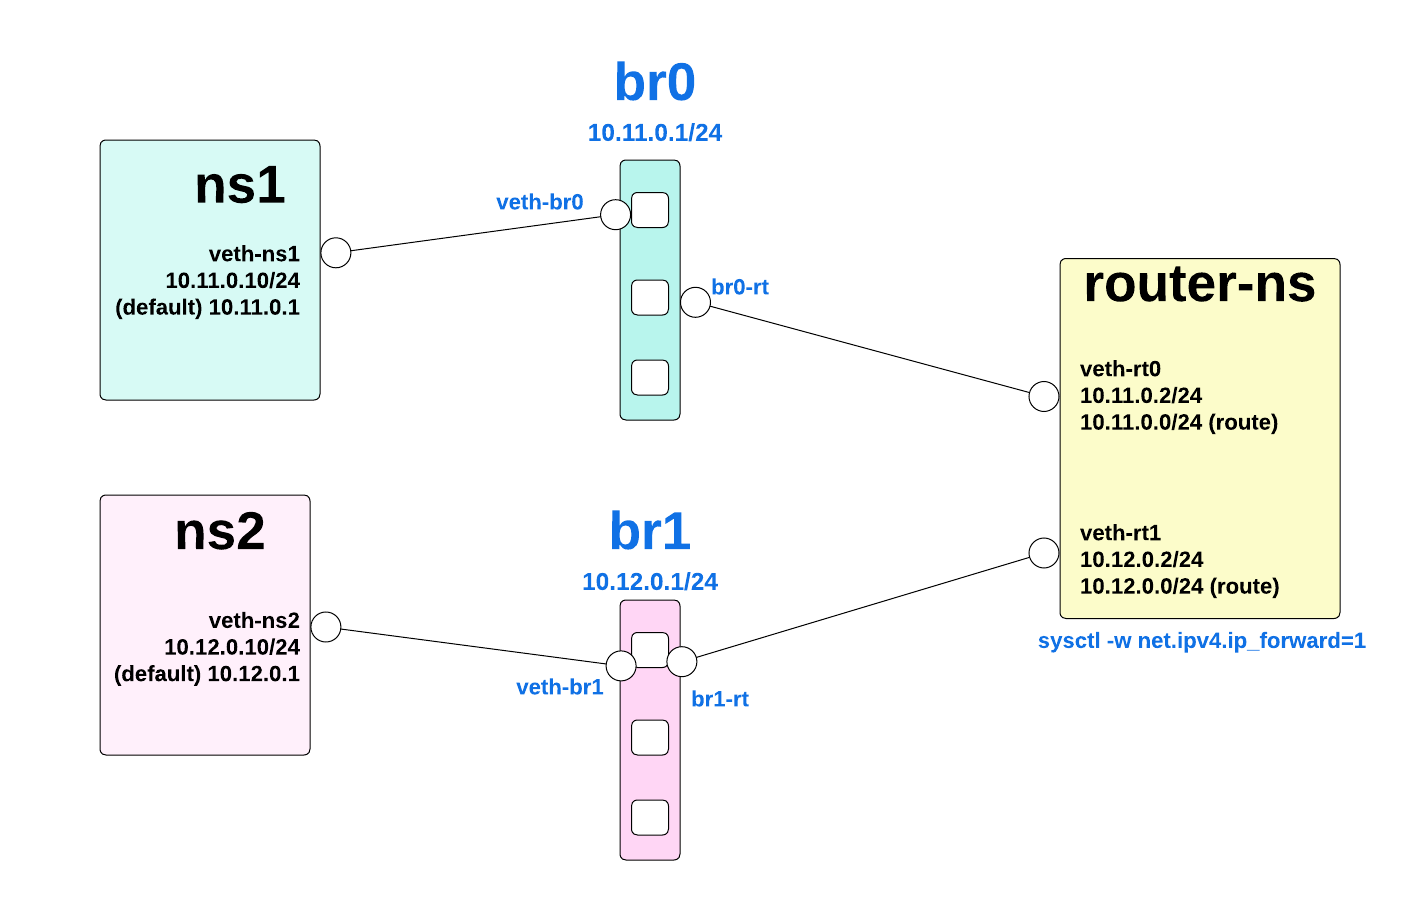 br0
10.11.0.1/24
ns1
veth-ns1
10.11.0.10/24
(default) 10.11.0.1
veth-br0
br0-rt
router-ns
veth-rt0
10.11.0.2/24
10.11.0.0/24 (route)
veth-rt1
10.12.0.2/24
10.12.0.0/24 (route)
sysctl -w net.ipv4.ip_forward=1
ns2
veth-ns2
10.12.0.10/24
(default) 10.12.0.1
br1
10.12.0.1/24
veth-br1
br1-rt